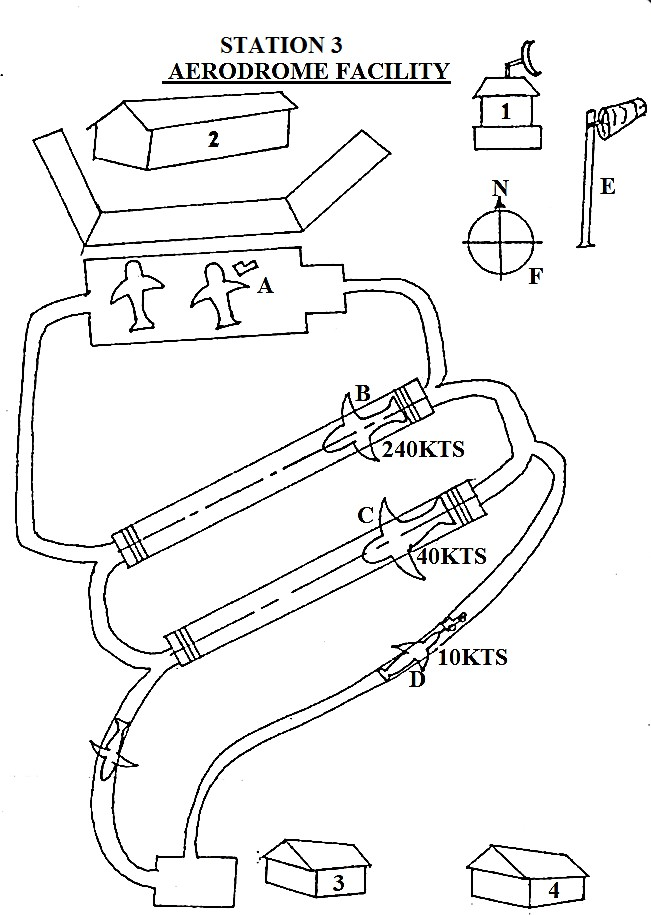 STATION 3
AERODROME FACILITY
1
2
E
N
F
A
B
240KTS
C
40KTS
10KTS
D
3
4